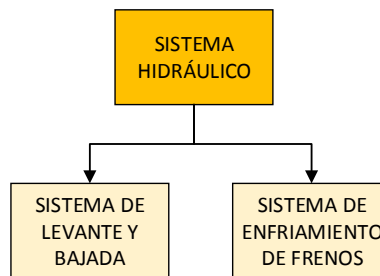 SISTEMA
HIDRÁULICO
SISTEMA DE
LEVANTE Y
BAJADA
SISTEMA DE
ENFRIAMIENTO
DE FRENOS